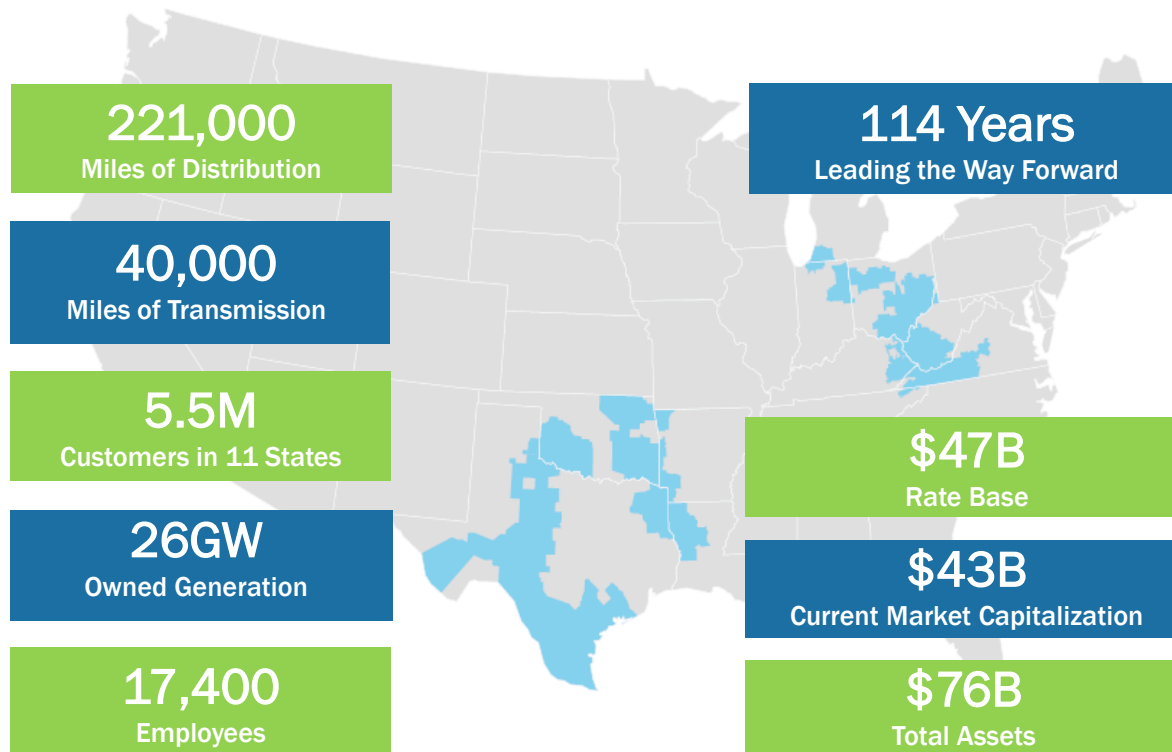 221,000
Miles of Distribution
40,000
Miles of Transmission
5.5M
Customers in 11 States
26GW
Owned Generation
17,400
Employees
114 Years
Leading the Way Forward
$47B
Rate Base
$43B
Current Market Capitalization
$76B
Total Assets